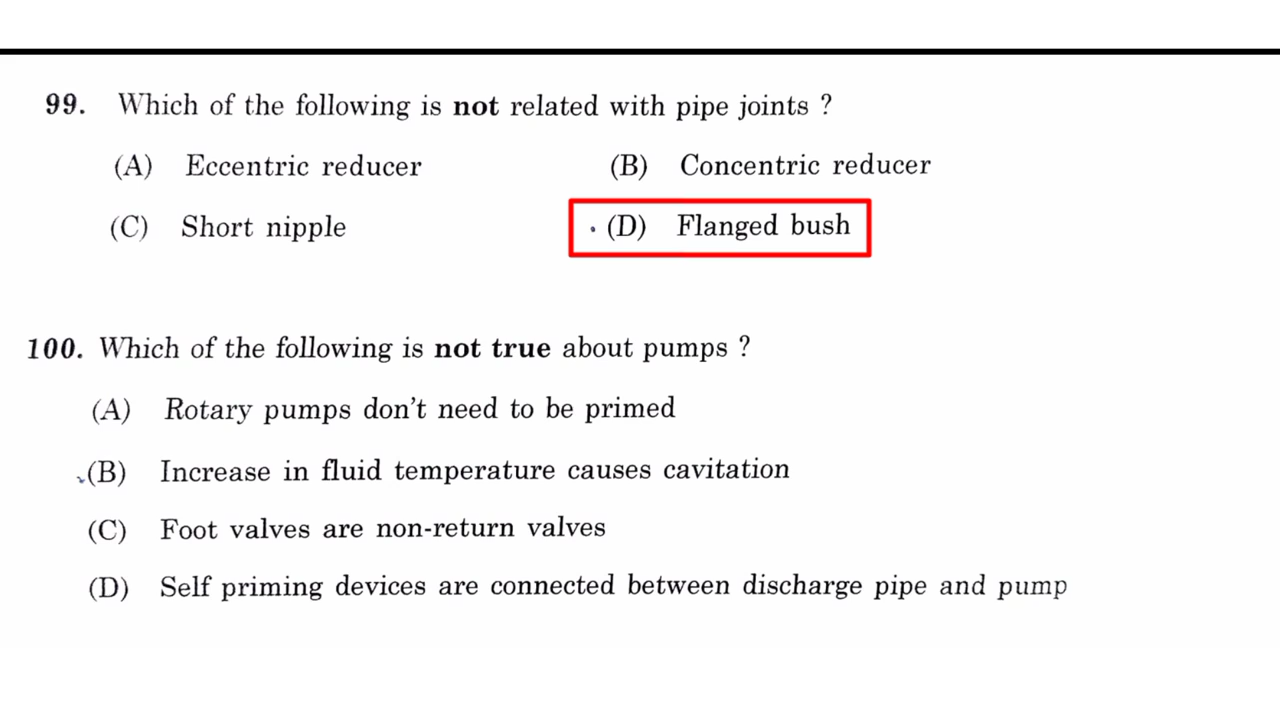 99. Which of the following is not related with pipe joints ?
(A) Eccentric reducer (B) Concentric reducer
(C) Short nipple (D) Flanged bush
100. Which of the following is not true about pumps ?
(A) Rotary pumps don't need to be primed
(B) Increase in fluid temperature causes cavitation
(C) Foot valves are non-return valves
(D) Self priming devices are connected between discharge pipe and pump